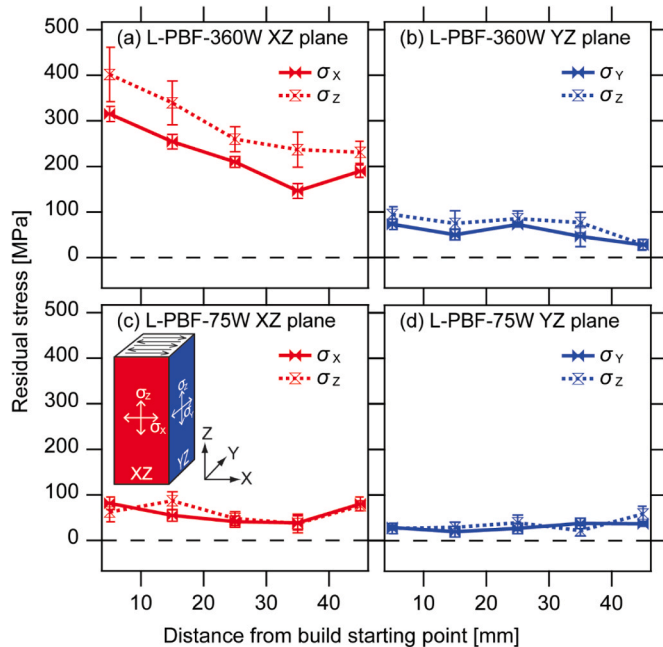 Residual stress [MPa]
(a) L-PBF-360W XZ plane
σX
σZ
500
400
300
200
100
0
(b) L-PBF-360W YZ plane
σY
σZ
(c) L-PBF-75W XZ plane
σX
σZ
500
400
300
200
100
0
σZ
σX
XZ
σZ
YZ
Z
Y
X
(d) L-PBF-75W YZ plane
σY
σZ
10 20 30 40
10 20 30 40
Distance from build starting point [mm]